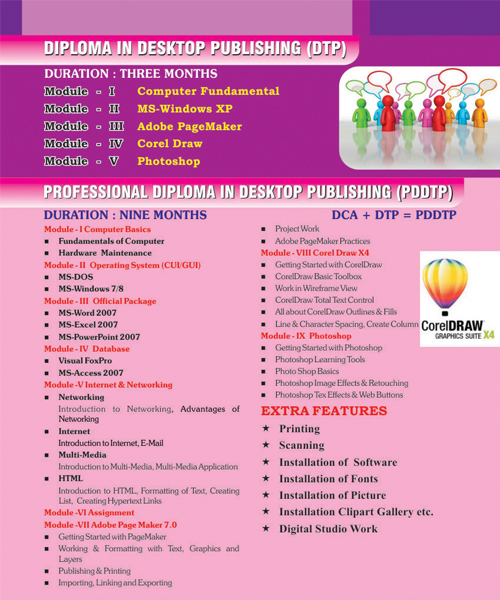 DIPLOMA IN DESKTOP PUBLISHING (DTP)
DURATION : THREE MONTHS
Module - I Computer Fundamental
Module - II MS-Windows XP
Module - III Adobe PageMaker
Module - IV Corel Draw
Module - V Photoshop
PROFESSIONAL DIPLOMA IN DESKTOP PUBLISHING (PDDTP)
DURATION : NINE MONTHS
Module - I Computer Basics
Fundamentals of Computer
Hardware Maintenance
Module - II Operating System (CUI/GUI)
MS-DOS
MS-Windows 7/8
Module - III Official Package
MS-Word 2007
MS-Excel 2007
MS-PowerPoint 2007
Module - IV Database
Visual FoxPro
MS-Access 2007
Module -V Internet & Networking
Networking
Introduction to Networking, Advantages of
Networking
Internet
Introduction to Internet, E-Mail
Multi-Media
Introduction to Multi-Media, Multi-Media Application
HTML
Introduction to HTML, Formatting of Text, Creating
List, Creating Hypertext Links
Module -VI Assignment
Module -VII Adobe Page Maker 7.0
Getting Started with PageMaker
Working & Formatting with Text, Graphics and
Layers
Publishing & Printing
Importing, Linking and Exporting
DCA + DTP = PDDTP
Project Work
Adobe PageMaker Practices
Module - VIII Corel Draw X4
Getting Started with CorelDraw
CorelDraw Basic Toolbox
Work in Wireframe View
CorelDraw Total Text Control
All about CorelDraw Outlines & Fills
Line & Character Spacing, Create Column
Module - IX Photoshop
Getting Started with Photoshop
Photoshop Learning Tools
Photo Shop Basics
Photoshop Image Effects & Retouching
Photoshop Tex Effects & Web Buttons
CorelDRAW
GRAPHICS SUITE X4
EXTRA FEATURES
★ Printing
★ Scanning
★ Installation of Software
★ Installation of Fonts
★ Installation of Picture
★ Installation Clipart Gallery etc.
★ Digital Studio Work